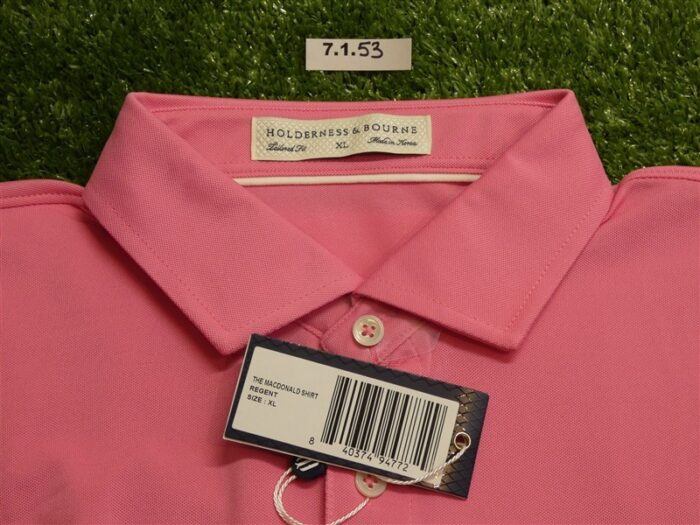 7.1.53
HOLDERNESS & BOURNE
Tailored Fit XL Made in Korea
THE MACDONALD SHIRT
REGENT
SIZE : XL
8 40374 94772